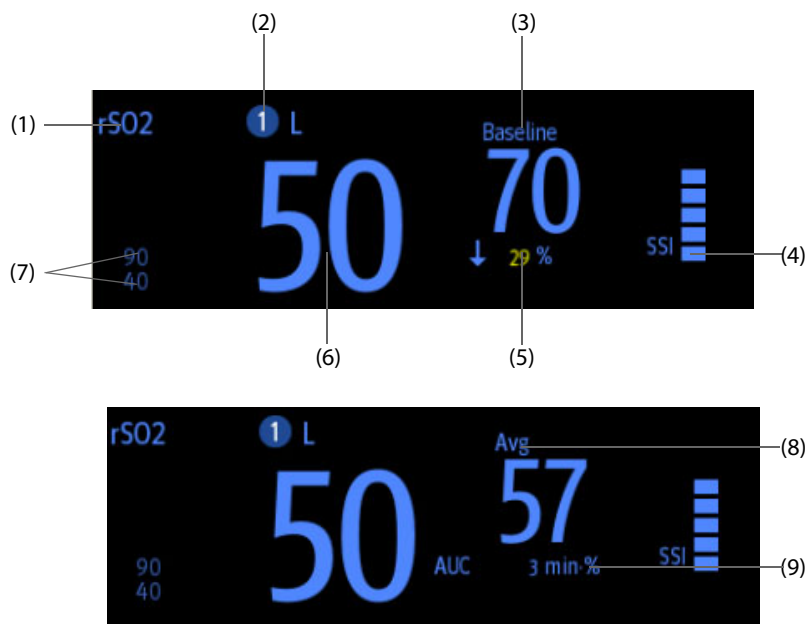 (2) (3)
(1) rSO2 1 L Baseline
50 70
↓ 29 % SSI (4)
(7) 90
40
(6) (5)
rSO2 1 L Avg (8)
50 57
90 AUC 3 min·% SSI (9)
40